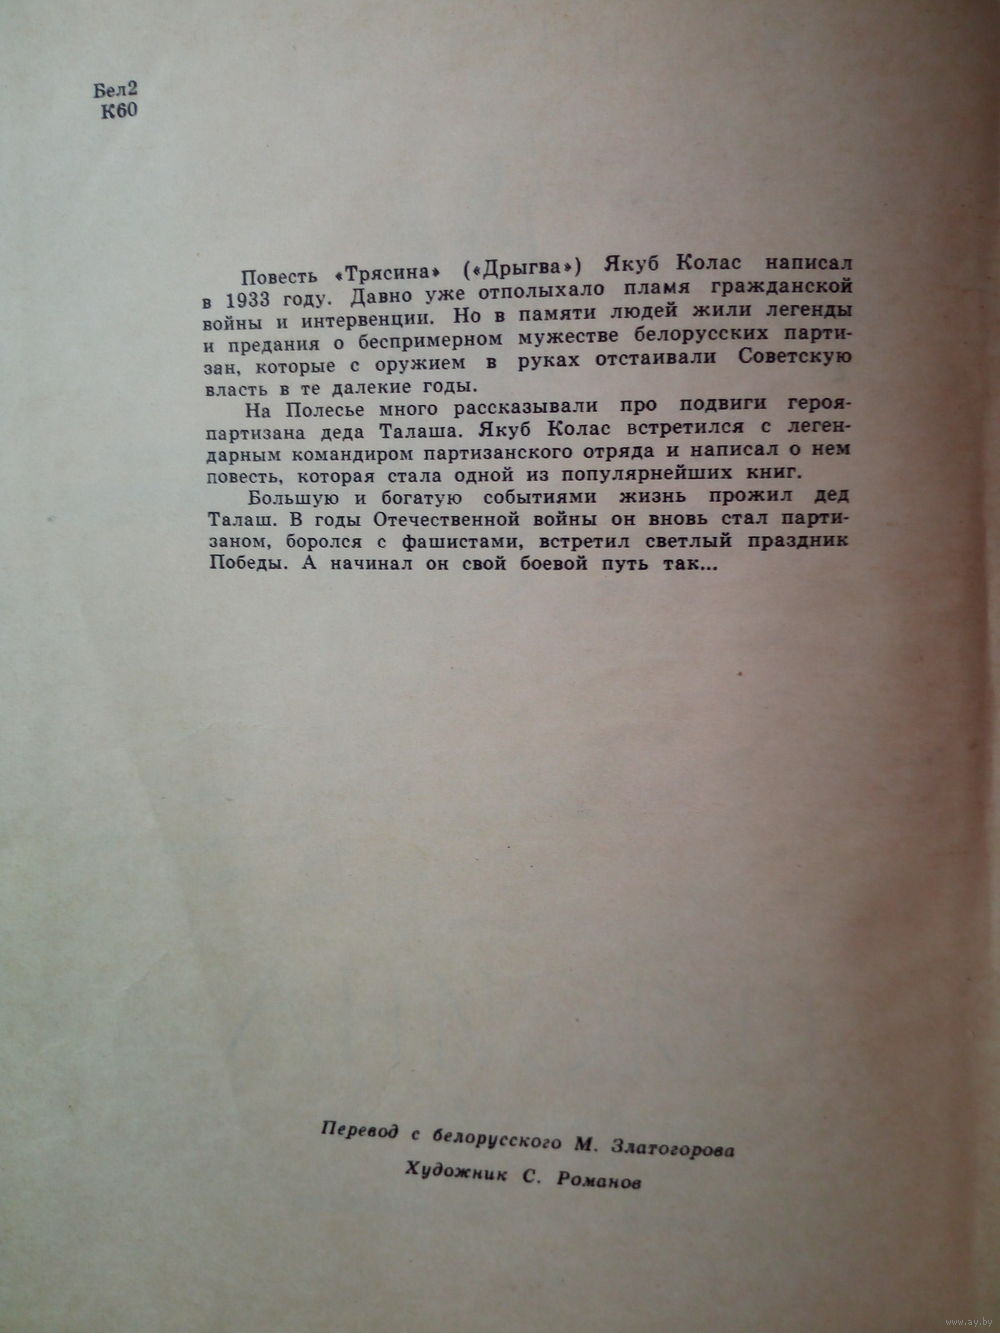 Бел2
К60
Повесть «Трясина» («Дрыгва») Якуб Колас написал
в 1933 году. Давно уже отполыхало пламя гражданской
войны и интервенции. Но в памяти людей жили легенды
и предания о беспримерном мужестве белорусских парти-
зан, которые с оружием в руках отстаивали Советскую
власть в те далекие годы.
На Полесье много рассказывали про подвиги героя-
партизана деда Талаша. Якуб Колас встретился с леген-
дарным командиром партизанского отряда и написал о нем
повесть, которая стала одной из популярнейших книг.
Большую и богатую событиями жизнь прожил дед
Талаш. В годы Отечественной войны он вновь стал парти-
заном, боролся с фашистами, встретил светлый праздник
Победы. А начинал он свой боевой путь так...
Перевод с белорусского М. Златогорова
Художник С. Романов
www.ay.by